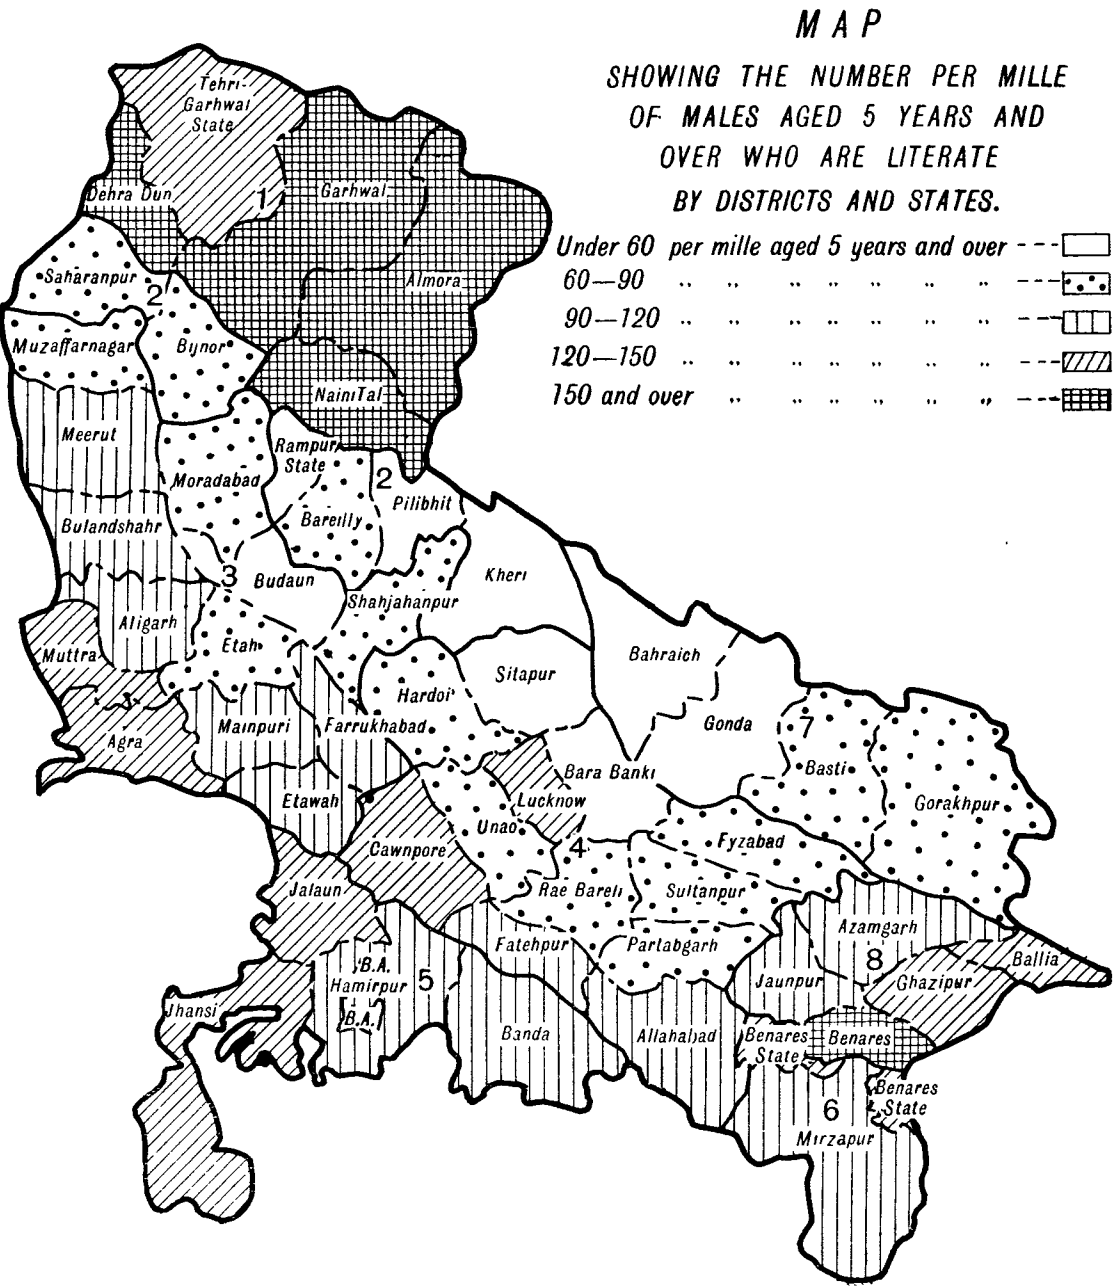 MAP
SHOWING THE NUMBER PER MILLE
OF MALES AGED 5 YEARS AND
OVER WHO ARE LITERATE
BY DISTRICTS AND STATES.
Under 60 per mille aged 5 years and over
60—90 " " " " " " "
90—120 " " " " " " "
120—150 " " " " " " "
150 and over " " " " " "
Tehri-
Garhwal
State
Dehra Dun
1
Garhwal
Almora
Saharanpur
2
Muzaffarnagar
Bijnor
Naini Tal
Meerut
Rampur
State
Moradabad
2
Pilibhit
Bareilly
Bulandshahr
3
Budaun
Kheri
Shahjahanpur
Aligarh
Etah
Muttra
Bahraich
Sitapur
Hardoi
Agra
Mainpuri
Farrukhabad
Gonda
7
Basti
Bara Banki
Gorakhpur
Etawah
Lucknow
Unao
Fyzabad
Cawnpore
4
Jalaun
Rae Bareli
Sultanpur
Azamgarh
Fatehpur
Partabgarh
Ballia
B.A.
Hamirpur
B.A.
5
8
Jaunpur
Ghazipur
Jhansi
Banda
Allahabad
Benares
State
Benares
Benares
State
6
Mirzapur